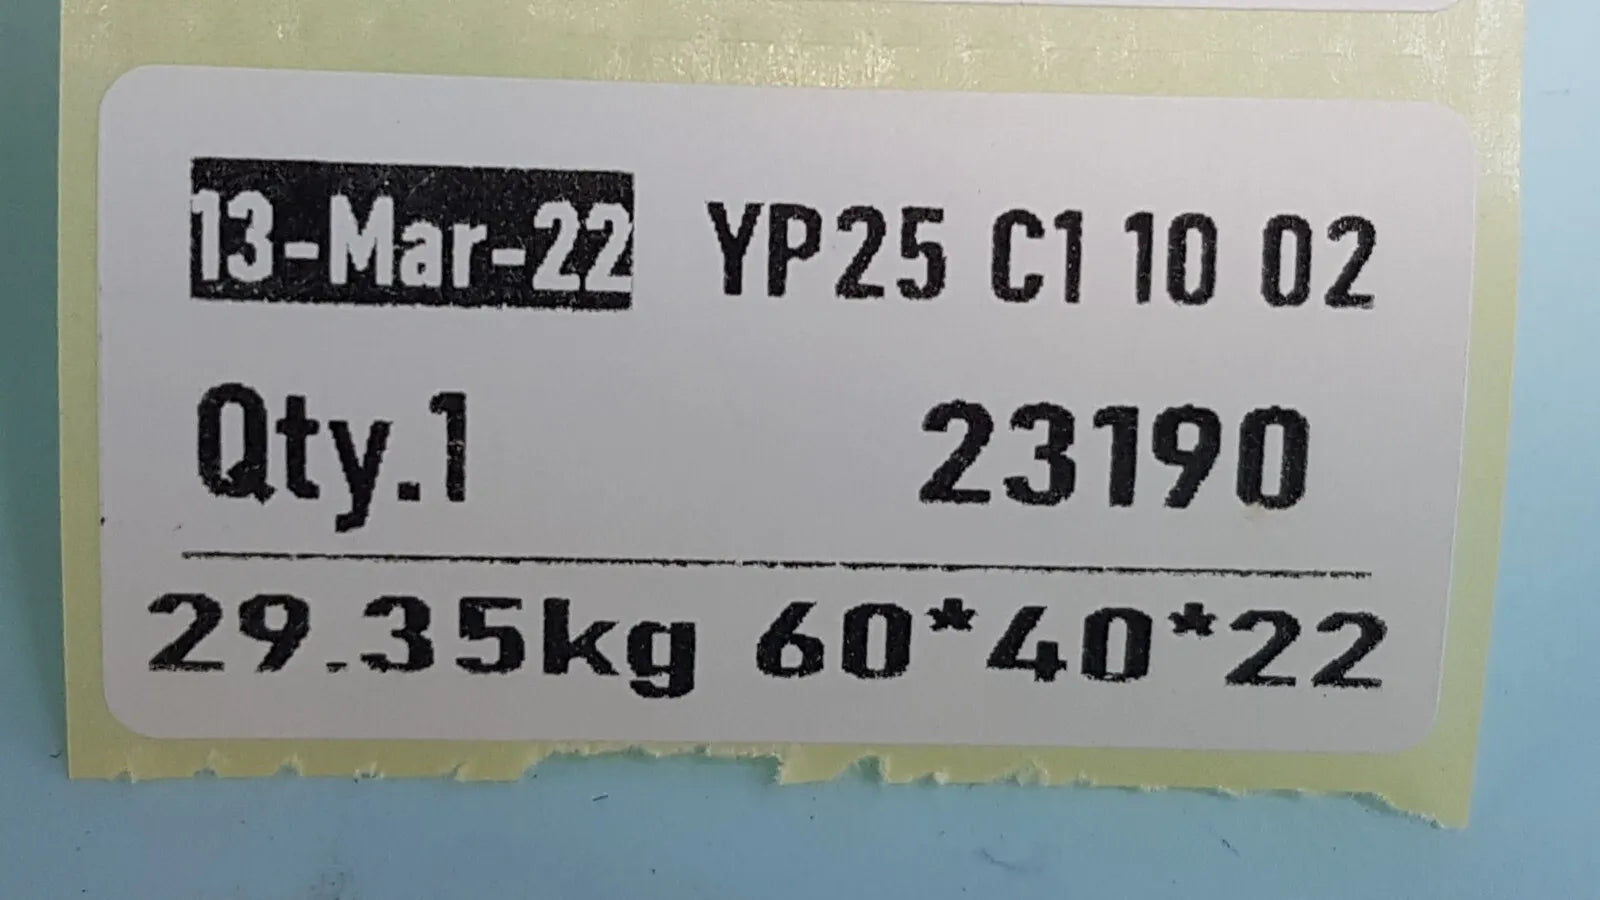 13-Mar-22 YP25 C1 10 02
Qty.1 23190
29.35kg 60*40*22